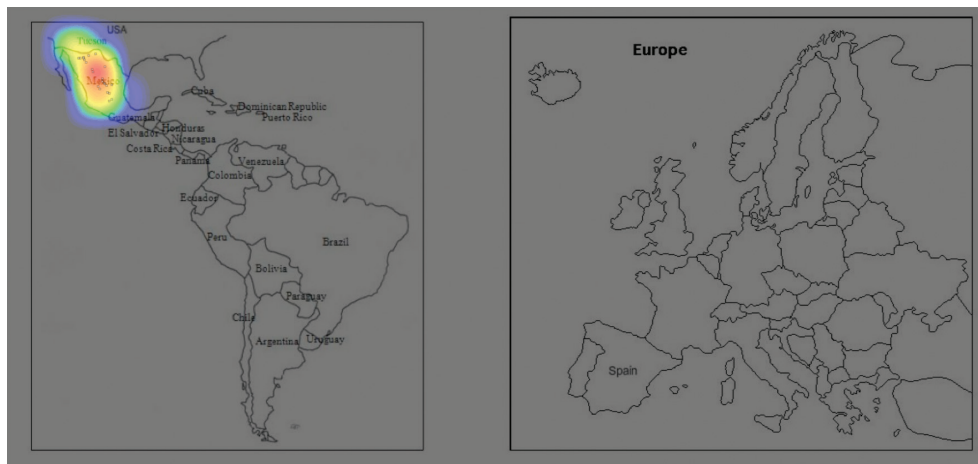 USA
Tucson
Mexico
Cuba
Dominican Republic
Puerto Rico
Guatemala
Honduras
El Salvador
Nicaragua
Costa Rica
Panama
Venezuela
Colombia
Ecuador
Peru
Brazil
Bolivia
Paraguay
Chile
Argentina
Uruguay
Europe
Spain